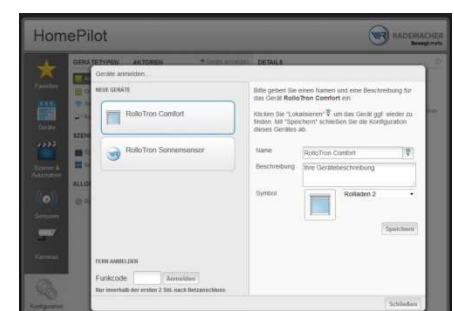 HomePilot
RADEMACHER
GERÄTETYPEN AKTOREN Geräte anmelden DETAILS
Geräte anmelden...
NEUE GERÄTE
RolloTron Comfort
RolloTron Sonnensensor
FERN ANMELDEN
Funkcode Anmelden
Nur innerhalb der ersten 2 Std. nach Netzanschluss
Bitte geben Sie einen Namen und eine Beschreibung für
das Gerät RolloTron Comfort ein.
Klicken Sie "Lokalisieren" um das Gerät ggf. wieder zu
finden. Mit "Speichern" schließen Sie die Konfiguration
dieses Gerätes ab.
Name RolloTron Comfort
Beschreibung Ihre Gerätebeschreibung
Symbol Rolladen 2
Speichern
Schließen
Favoriten
Geräte
Szenen &
Automation
Sensoren
Kameras
Konfiguration